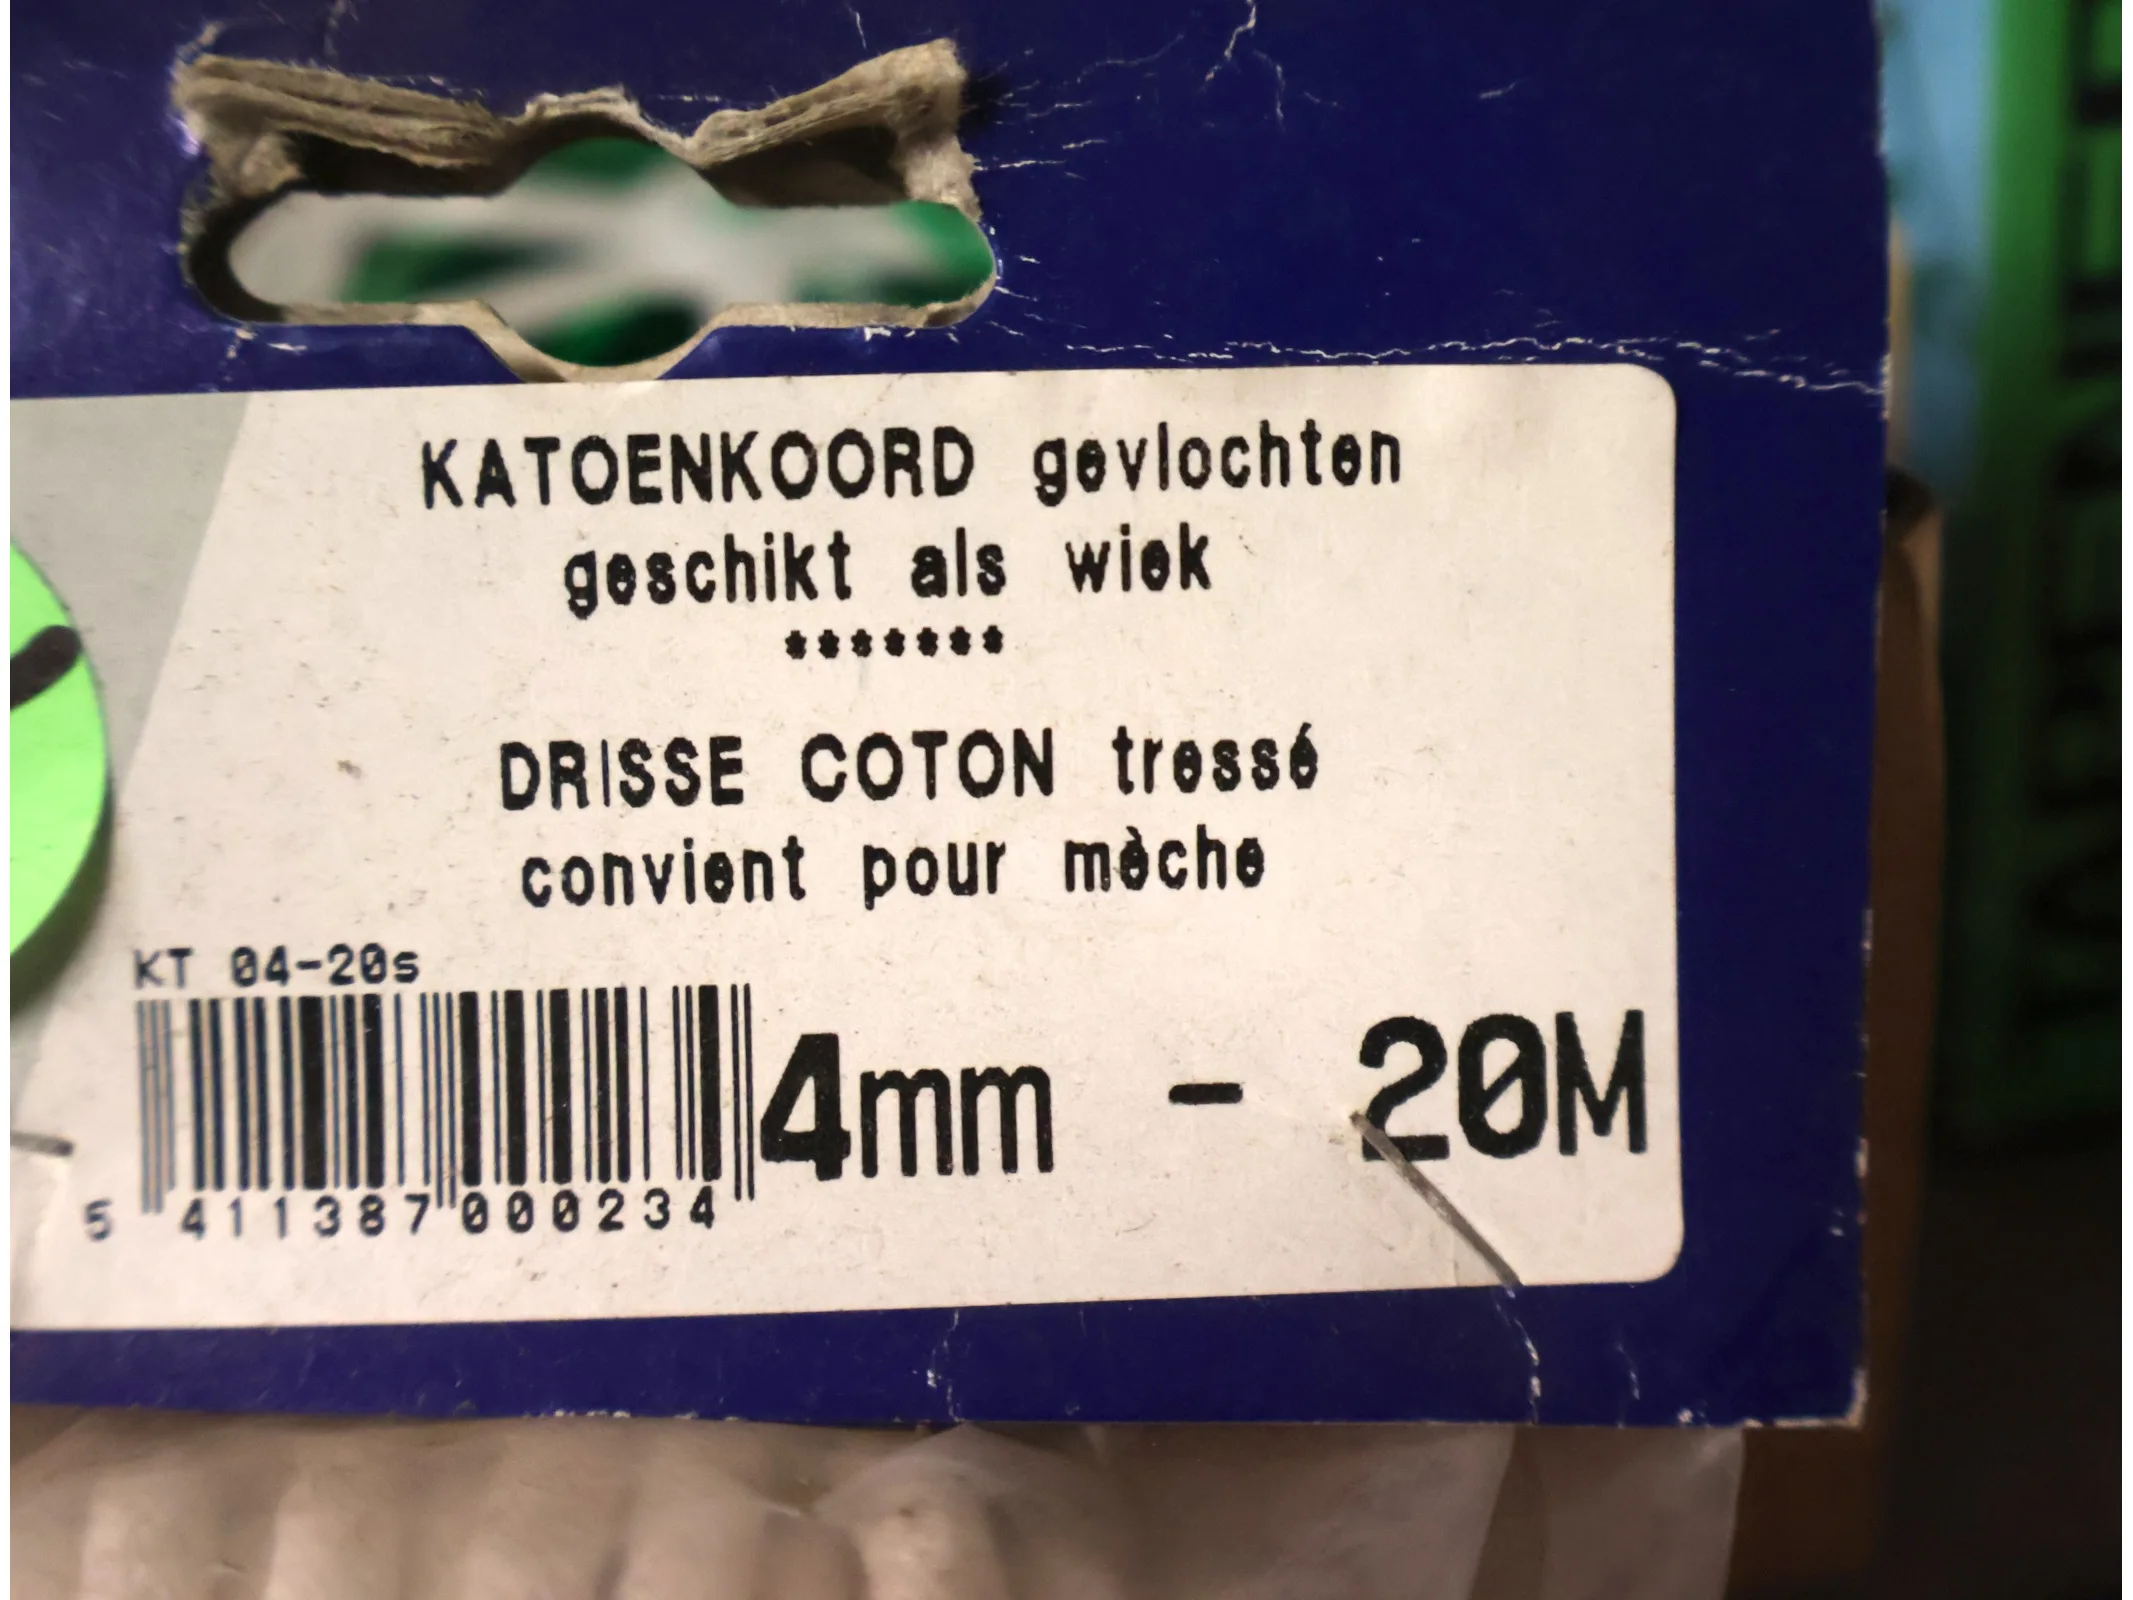 KATOENKOORD gevlochten
geschikt als wiek
*******
DRISSE COTON tressé
convient pour mèche
KT 04-20s
4mm - 20M
5 411387 000234